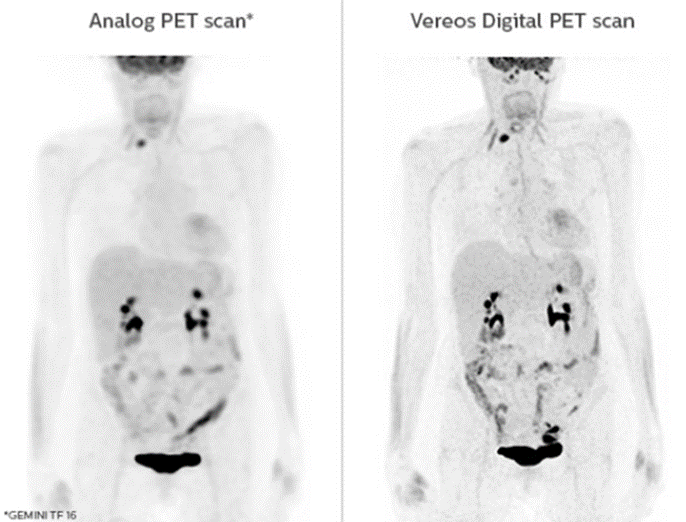 Analog PET scan*
Vereos Digital PET scan
*GEMINI TF 16